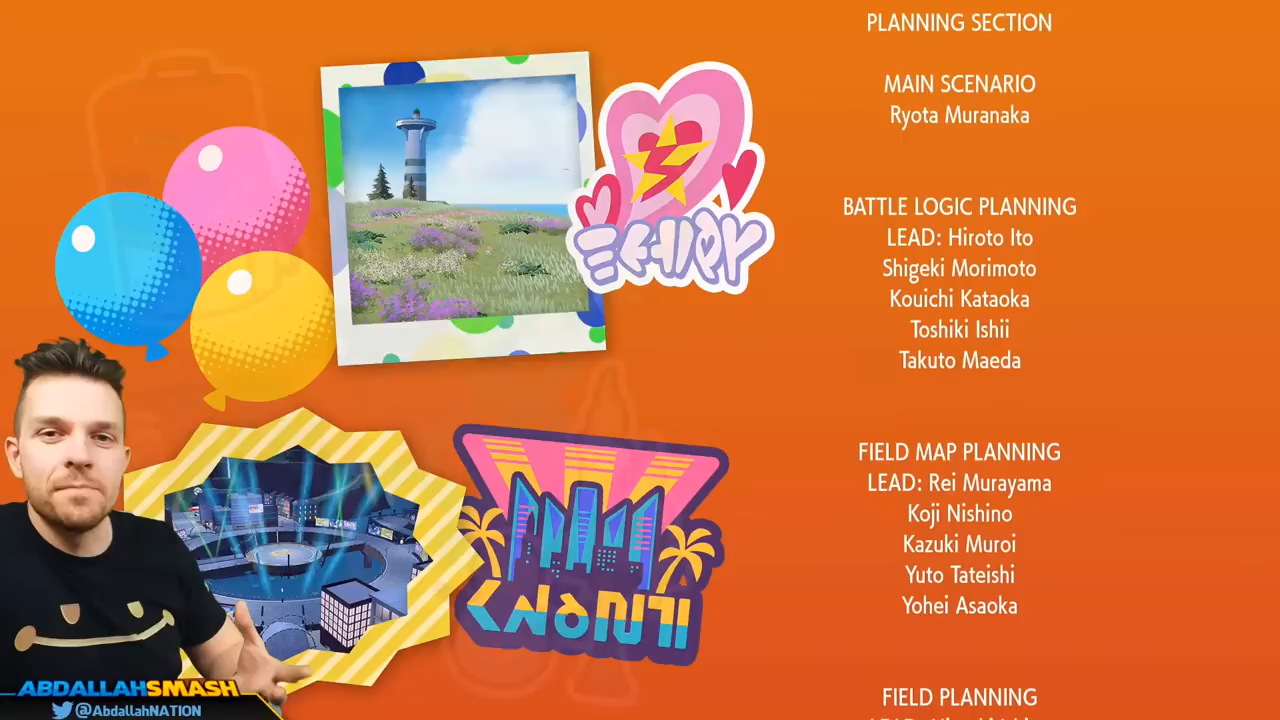 PLANNING SECTION
MAIN SCENARIO
Ryota Muranaka
BATTLE LOGIC PLANNING
LEAD: Hiroto Ito
Shigeki Morimoto
Kouichi Kataoka
Toshiki Ishii
Takuto Maeda
FIELD MAP PLANNING
LEAD: Rei Murayama
Koji Nishino
Kazuki Muroi
Yuto Tateishi
Yohei Asaoka
FIELD PLANNING
ABDALLAHSMASH
@AbdallahNATION